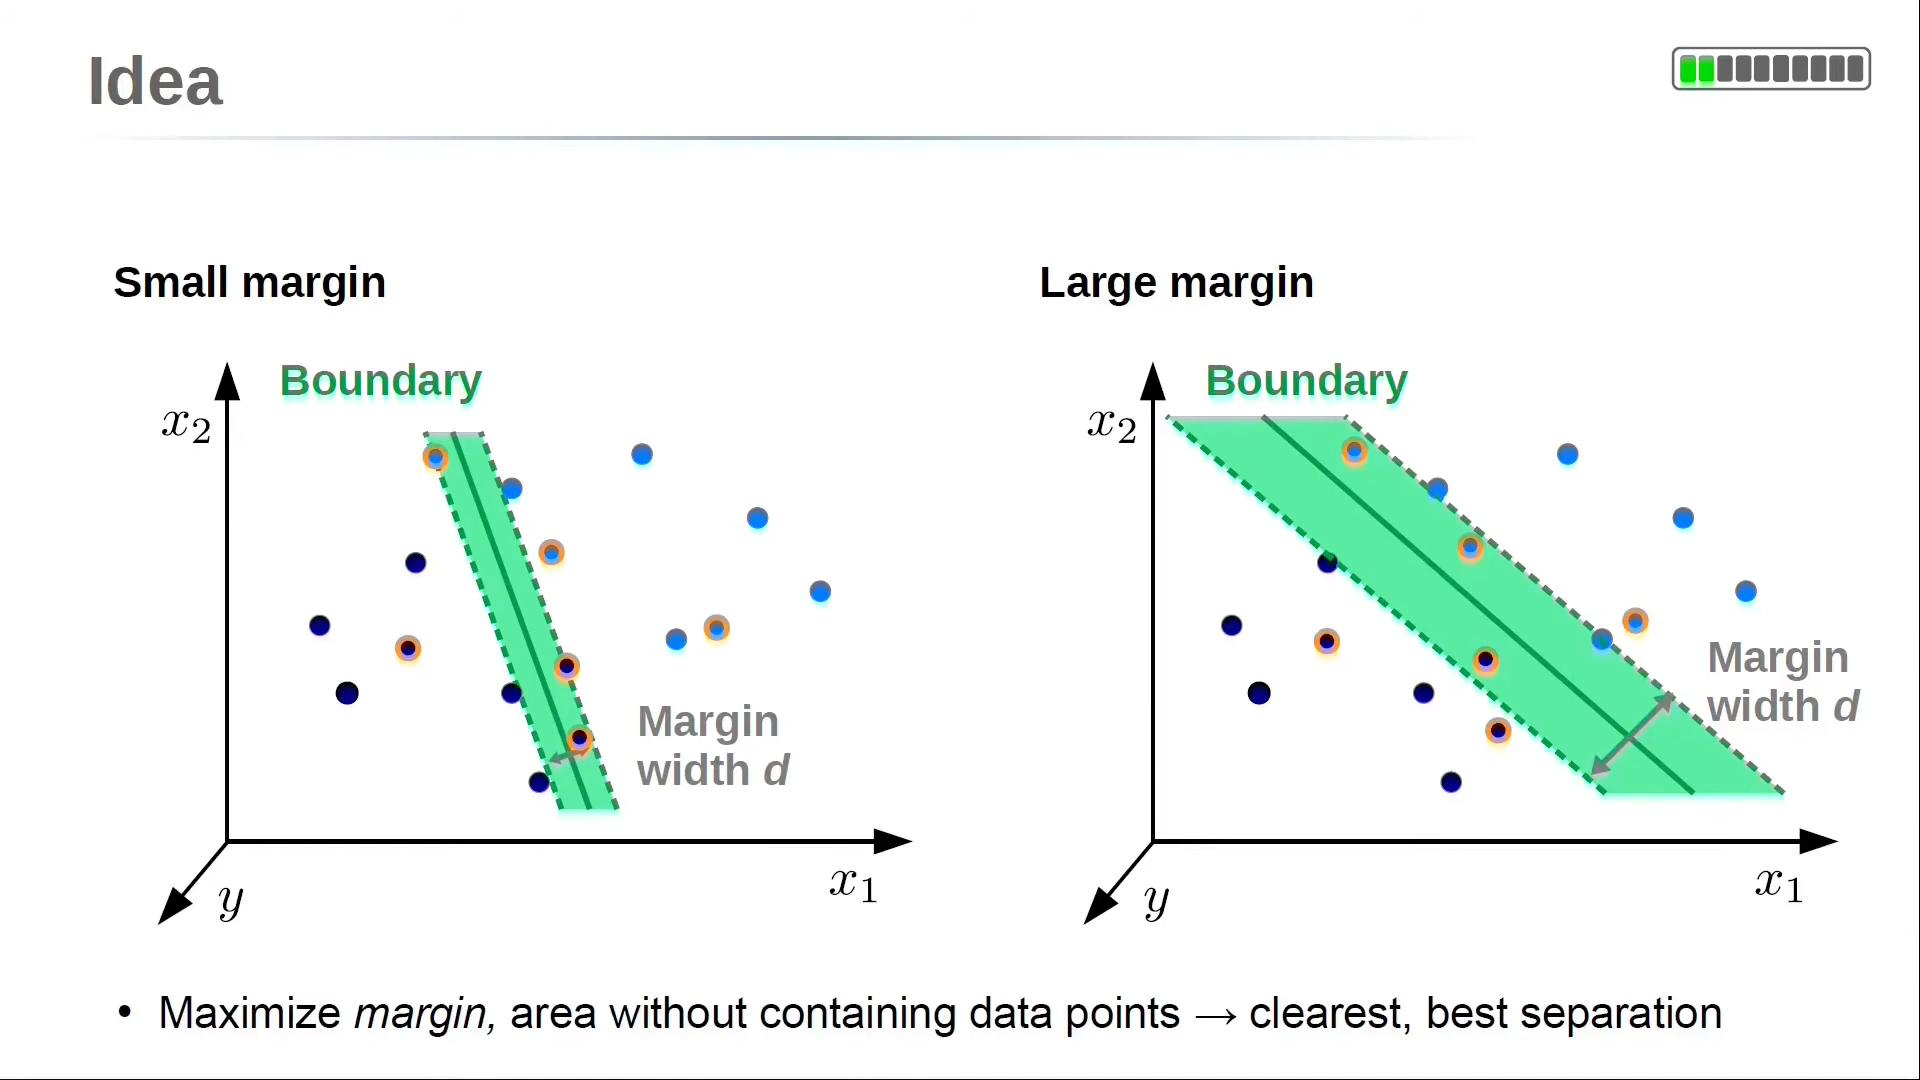 Idea
Small margin
Large margin
Boundary
x₂
Margin
width d
x₁
y
Boundary
x₂
Margin
width d
x₁
y
• Maximize margin, area without containing data points → clearest, best separation